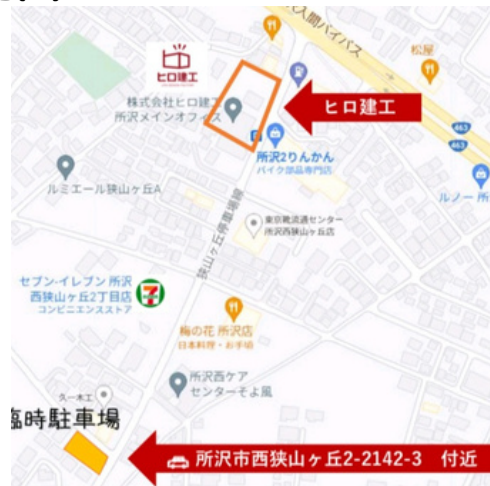 入間バイパス
松屋
ヒロ建工
株式会社ヒロ建工
所沢メインオフィス
ヒロ建工
463
463
所沢2りんかん
バイク部品専門店
ルノー 所
ルミエール狭山ヶ丘A
東京靴流通センター
所沢西狭山ヶ丘店
狭山ヶ丘停車場線
セブン-イレブン 所沢
西狭山ヶ丘2丁目店
コンビニエンスストア
梅の花 所沢店
日本料理・お手頃
所沢西ケア
センターそよ風
久一木工
臨時駐車場
所沢市西狭山ヶ丘2-2142-3 付近